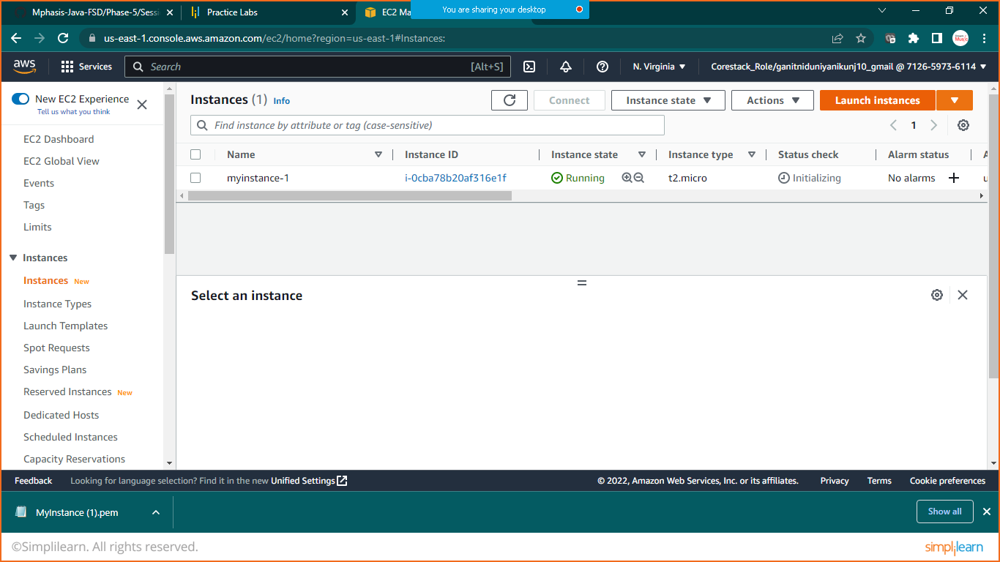 Mphasis-Java-FSD/Phase-5/Sessi
Practice Labs
EC2 Ma
You are sharing your desktop
us-east-1.console.aws.amazon.com/ec2/home?region=us-east-1#Instances:
aws
Services
Search
[Alt+S]
N. Virginia
Corestack_Role/ganitniduniyanikunj10_gmail @ 7126-5973-6114
New EC2 Experience
Tell us what you think
EC2 Dashboard
EC2 Global View
Events
Tags
Limits
Instances
Instances New
Instance Types
Launch Templates
Spot Requests
Savings Plans
Reserved Instances New
Dedicated Hosts
Scheduled Instances
Capacity Reservations
Instances (1) Info
Connect
Instance state
Actions
Launch instances
Find instance by attribute or tag (case-sensitive)
1
Name Instance ID Instance state Instance type Status check Alarm status A
myinstance-1 i-0cba78b20af316e1f Running t2.micro Initializing No alarms + u
Select an instance
Feedback Looking for language selection? Find it in the new Unified Settings
© 2022, Amazon Web Services, Inc. or its affiliates. Privacy Terms Cookie preferences
MyInstance (1).pem
Show all
©Simplilearn. All rights reserved.
simplilearn